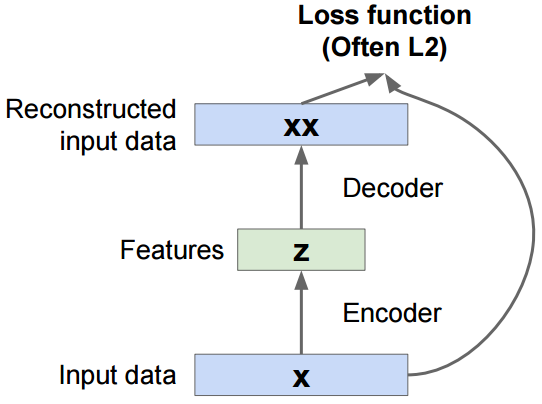 Loss function
(Often L2)
Reconstructed
input data
xx
Decoder
Features
z
Encoder
Input data
x